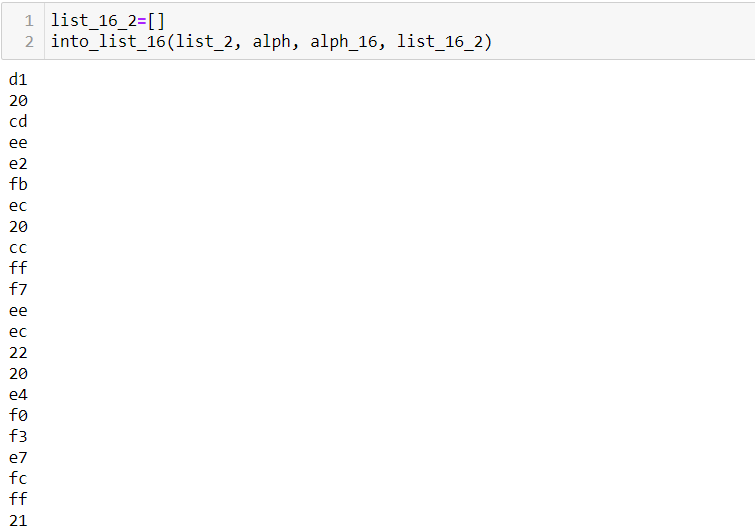 1 list_16_2=[]
2 into_list_16(list_2, alph, alph_16, list_16_2)
d1
20
cd
ee
e2
fb
ec
20
cc
ff
f7
ee
ec
22
20
e4
f0
f3
e7
fc
ff
21